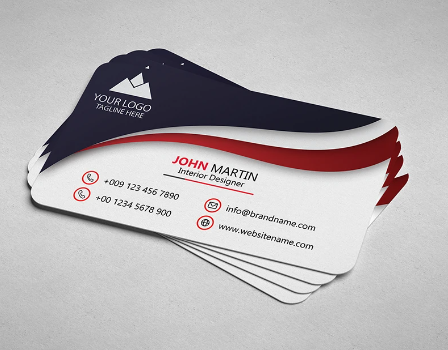 YOUR LOGO
TAGLINE HERE
JOHN MARTIN
Interior Designer
+009 123 456 7890
+00 1234 5678 900
info@brandname.com
www.websitename.com